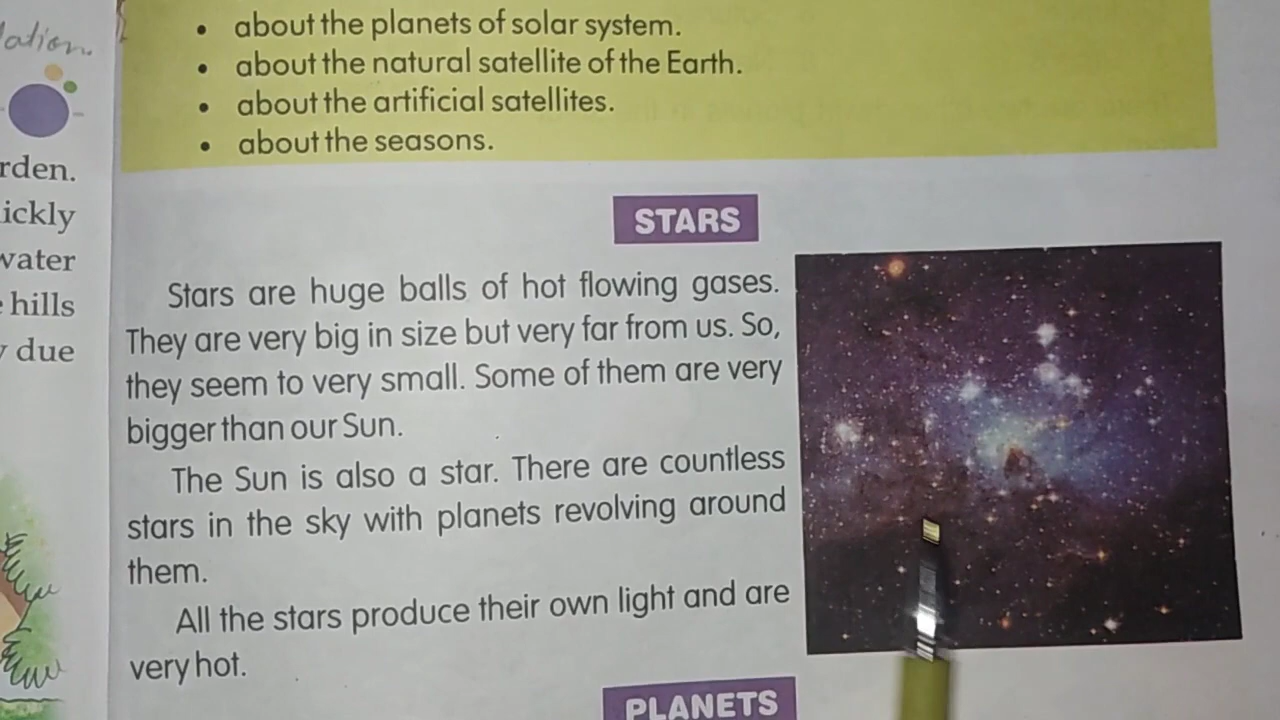 lation.
rden.
ickly
water
hills
due
about the planets of solar system.
about the natural satellite of the Earth.
about the artificial satellites.
about the seasons.
STARS
Stars are huge balls of hot flowing gases.
They are very big in size but very far from us. So,
they seem to very small. Some of them are very
bigger than our Sun.
The Sun is also a star. There are countless
stars in the sky with planets revolving around
them.
All the stars produce their own light and are
very hot.
PLANETS